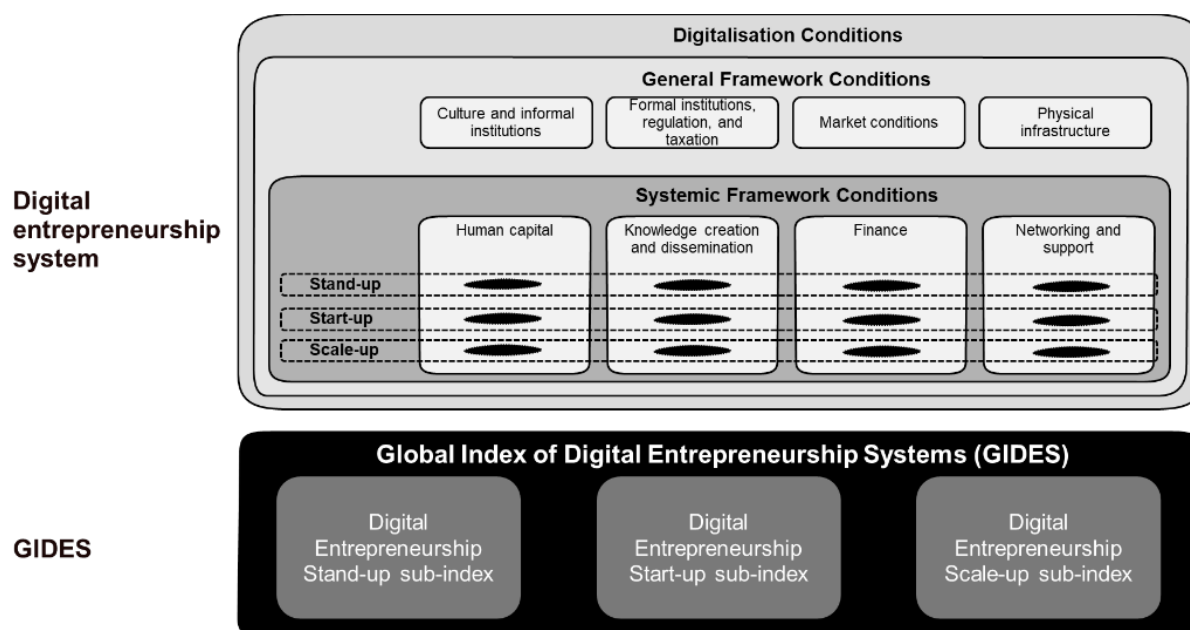 Digitalisation Conditions
General Framework Conditions
Culture and informal
institutions
Formal institutions,
regulation, and
taxation
Market conditions
Physical
infrastructure
Digital
entrepreneurship
system
Systemic Framework Conditions
Human capital
Knowledge creation
and dissemination
Finance
Networking and
support
Stand-up
Start-up
Scale-up
Global Index of Digital Entrepreneurship Systems (GIDES)
GIDES
Digital
Entrepreneurship
Stand-up sub-index
Digital
Entrepreneurship
Start-up sub-index
Digital
Entrepreneurship
Scale-up sub-index